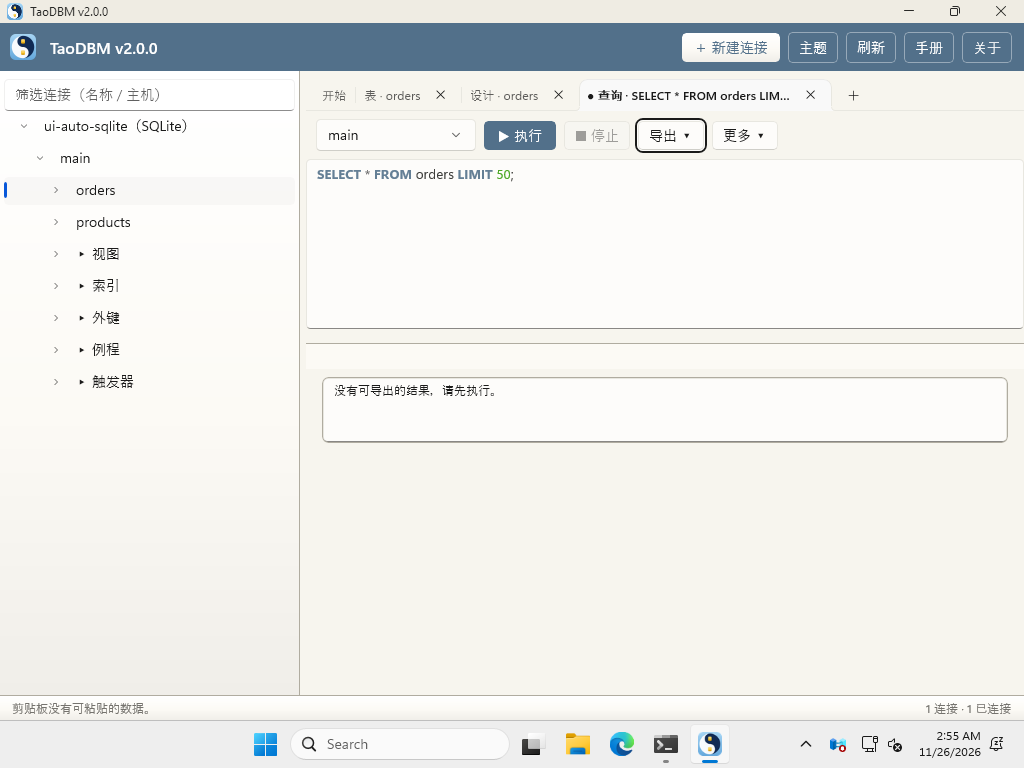 TaoDBM v2.0.0
TaoDBM v2.0.0
+ 新建连接
主题
刷新
手册
关于
筛选连接（名称 / 主机）
ui-auto-sqlite（SQLite）
main
orders
products
视图
索引
外键
例程
触发器
开始
表 · orders
设计 · orders
● 查询 · SELECT * FROM orders LIM...
main
执行
停止
导出
更多
SELECT * FROM orders LIMIT 50;
没有可导出的结果，请先执行。
剪贴板没有可粘贴的数据。
1 连接 · 1 已连接
Search
2:55 AM
11/26/2026